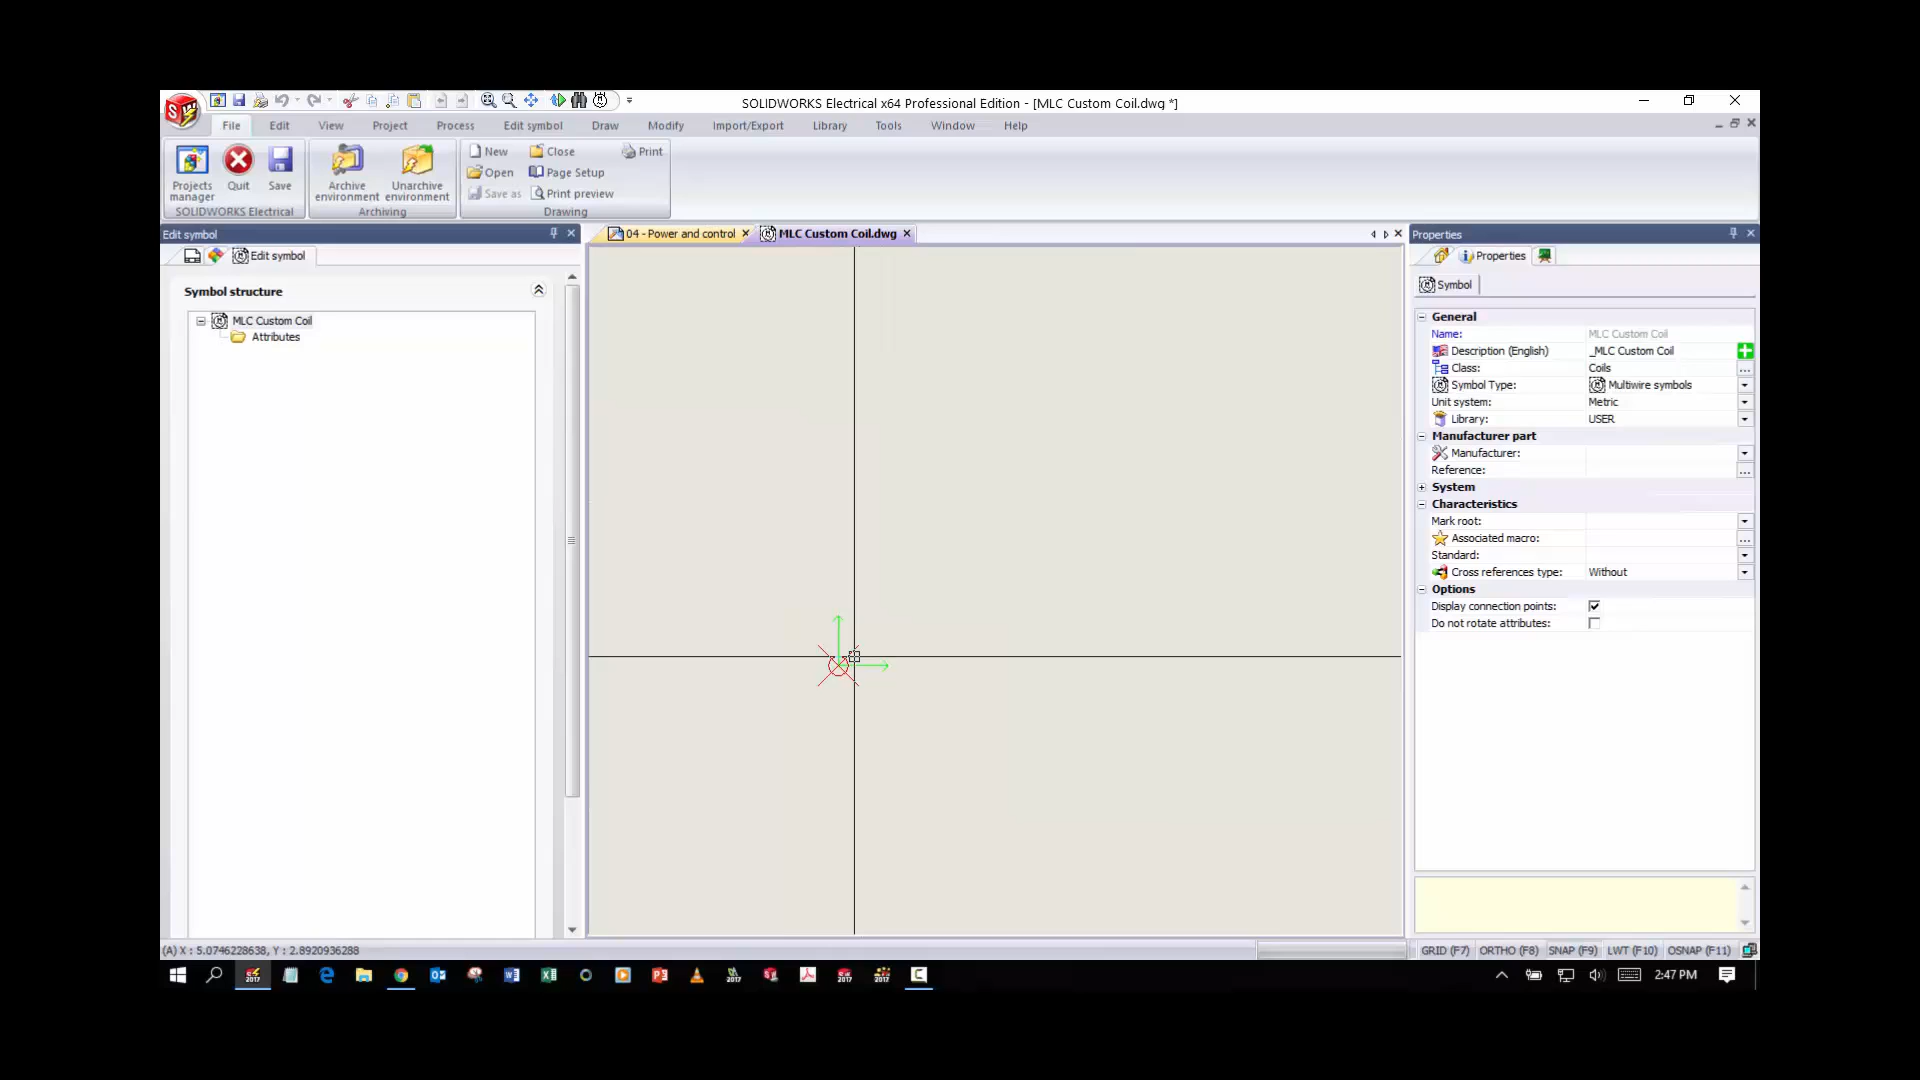 SOLIDWORKS Electrical x64 Professional Edition - [MLC Custom Coil.dwg *]
File Edit View Project Process Edit symbol Draw Modify Import/Export Library Tools Window Help
Projects manager
Quit
Save
SOLIDWORKS Electrical
Archive environment
Unarchive environment
Archiving
New Close Print
Open Page Setup
Save as Print preview
Drawing
Edit symbol
Edit symbol
Symbol structure
MLC Custom Coil
Attributes
04 - Power and control
MLC Custom Coil.dwg
Properties
Properties
Symbol
General
Name: MLC Custom Coil
Description (English) _MLC Custom Coil
Class: Coils
Symbol Type: Multiwire symbols
Unit system: Metric
Library: USER
Manufacturer part
Manufacturer:
Reference:
System
Characteristics
Mark root:
Associated macro:
Standard:
Cross references type: Without
Options
Display connection points:
Do not rotate attributes:
(A) X : 5.0746228638, Y : 2.8920936288
GRID (F7) ORTHO (F8) SNAP (F9) LWT (F10) OSNAP (F11)
2:47 PM